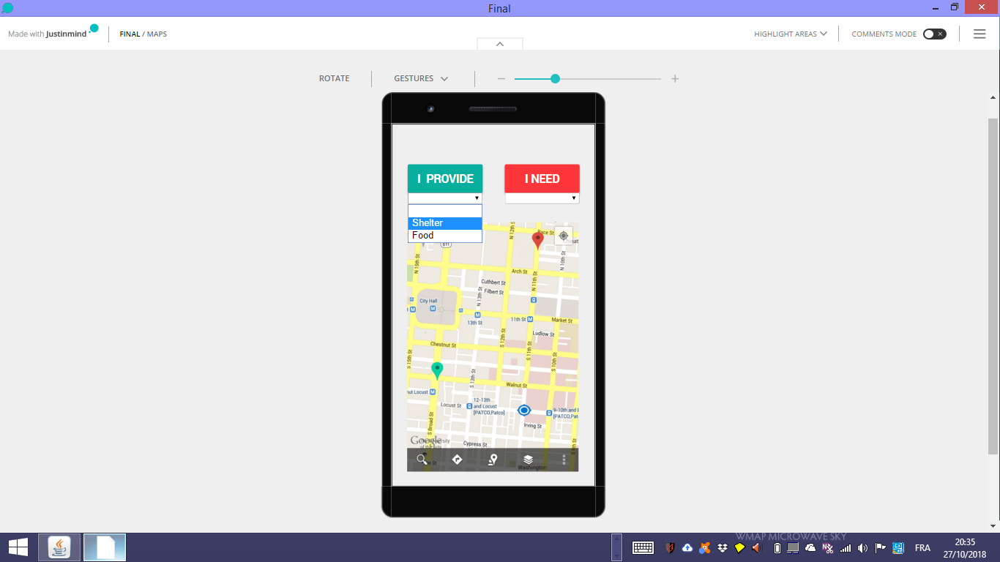 Final
Made with Justinmind
FINAL / MAPS
HIGHLIGHT AREAS
COMMENTS MODE
ROTATE
GESTURES
I PROVIDE
I NEED
Shelter
Food
611
N 12th St
Race St
N 15th St
N 10th St
Arch St
N 11th St
Cuthbert St
N 13th St
Filbert St
City Hall
M
M
M
M
13th St
11th St
Market St
Ludlow St
S 12th St
S 11th St
Chestnut St
S 15th St
S 10th St
S 13th St
Walnut St
nut Locust
M
Locust St
12-13th
and Locust
[PATCO,Patco]
9-10th and
[PATCO,Pat
Irving St
S Broad St
Google
Cypress St
Washington
WMAP MICROWAVE SKY
FRA
20:35
27/10/2018